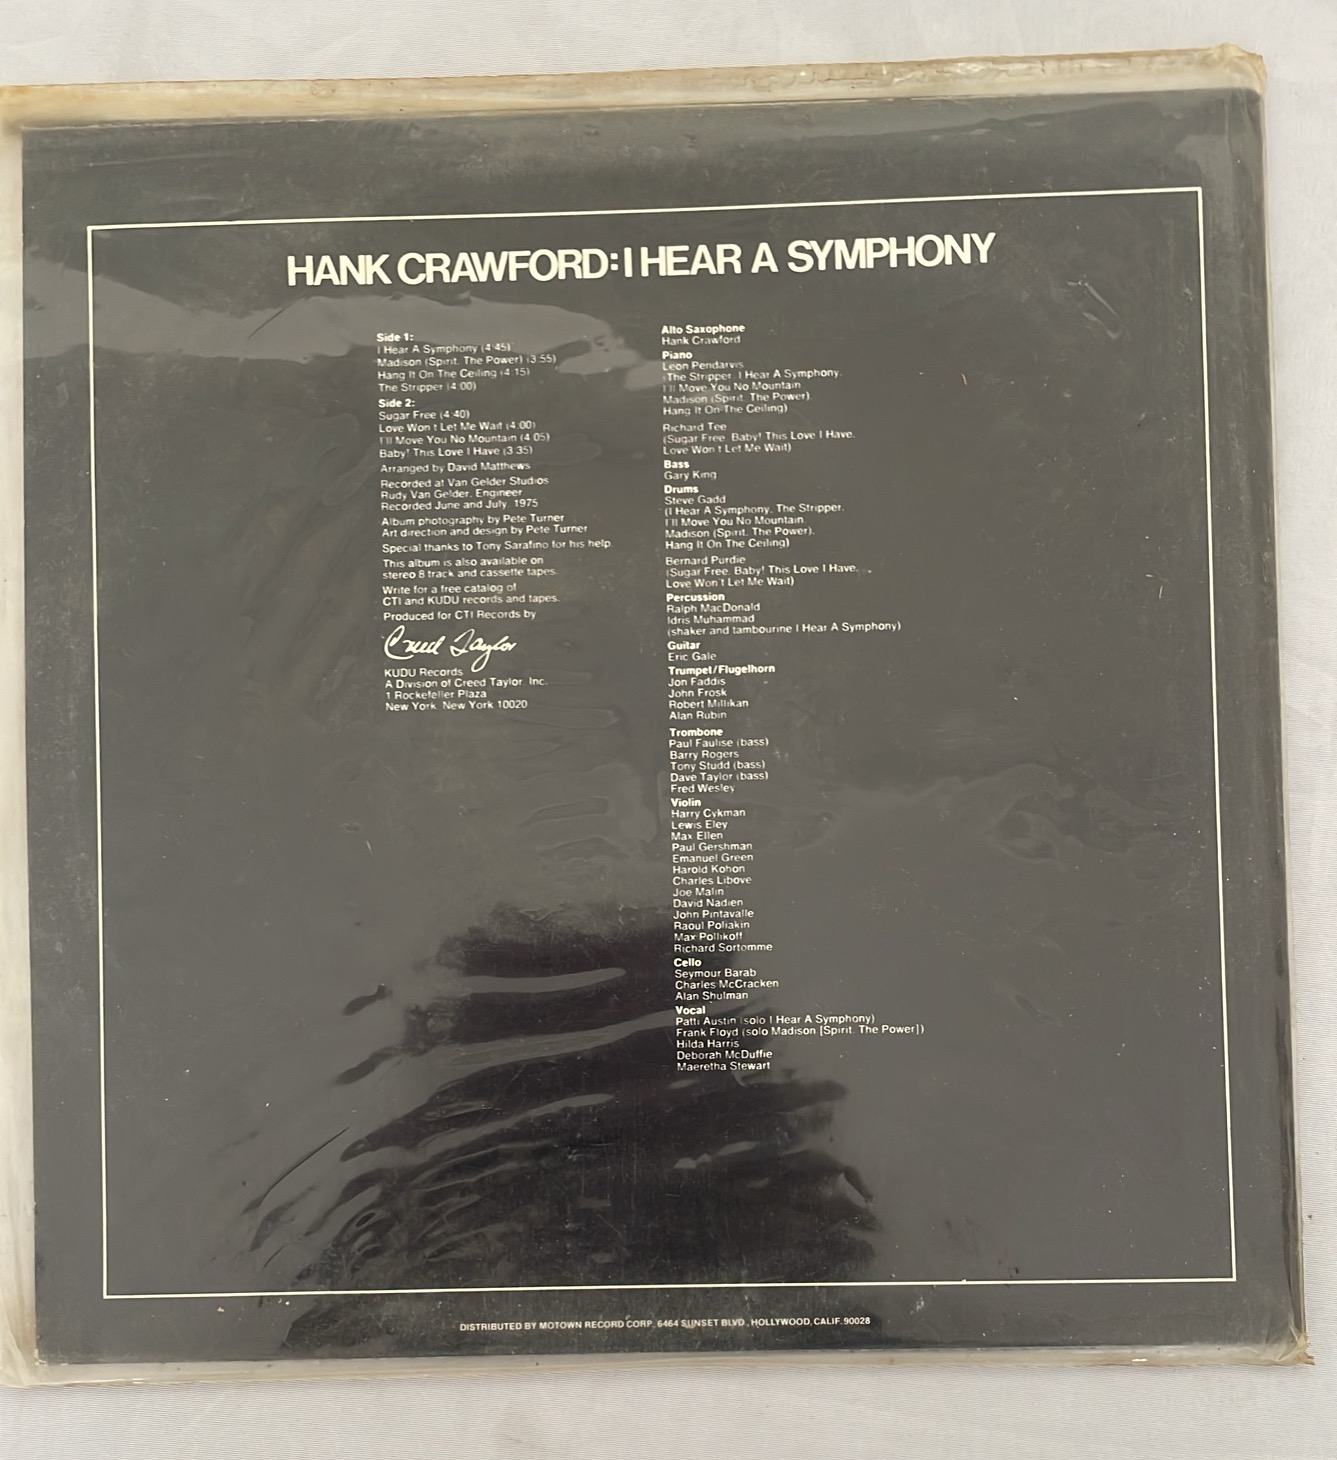 HANK CRAWFORD: I HEAR A SYMPHONY
Side 1:
I Hear A Symphony (4:45)
Madison (Spirit, The Power) (3:55)
Hang It On The Ceiling (4:15)
The Stripper (4:00)
Side 2:
Sugar Free (4:40)
Love Won't Let Me Wait (4:00)
I'll Move You No Mountain (4:05)
Baby! This Love I Have (3:35)
Arranged by David Matthews
Recorded at Van Gelder Studios
Rudy Van Gelder, Engineer
Recorded June and July, 1975
Album photography by Pete Turner
Art direction and design by Pete Turner
Special thanks to Tony Sarafino for his help.
This album is also available on
stereo 8 track and cassette tapes.
Write for a free catalog of
CTI and KUDU records and tapes.
Produced for CTI Records by
Creed Taylor
KUDU Records
A Division of Creed Taylor, Inc.
1 Rockefeller Plaza
New York, New York 10020
Alto Saxophone
Hank Crawford
Piano
Leon Pendarvis
(The Stripper, I Hear A Symphony,
I'll Move You No Mountain
Madison (Spirit, The Power),
Hang It On The Ceiling)
Richard Tee
(Sugar Free, Baby! This Love I Have,
Love Won't Let Me Wait)
Bass
Gary King
Drums
Steve Gadd
(I Hear A Symphony, The Stripper,
I'll Move You No Mountain,
Madison (Spirit, The Power),
Hang It On The Ceiling)
Bernard Purdie
(Sugar Free, Baby! This Love I Have,
Love Won't Let Me Wait)
Percussion
Ralph MacDonald
Idris Muhammad
(shaker and tambourine I Hear A Symphony)
Guitar
Eric Gale
Trumpet/Flugelhorn
Jon Faddis
John Frosk
Robert Millikan
Alan Rubin
Trombone
Paul Faulise (bass)
Barry Rogers
Tony Studd (bass)
Dave Taylor (bass)
Fred Wesley
Violin
Harry Cykman
Lewis Eley
Max Ellen
Paul Gershman
Emanuel Green
Harold Kohon
Charles Libove
Joe Malin
David Nadien
John Pintavalle
Raoul Poliakin
Max Pollikoff
Richard Sortomme
Cello
Seymour Barab
Charles McCracken
Alan Shulman
Vocal
Patti Austin (solo I Hear A Symphony)
Frank Floyd (solo Madison [Spirit, The Power])
Hilda Harris
Deborah McDuffie
Maeretha Stewart
DISTRIBUTED BY MOTOWN RECORD CORP. 6464 SUNSET BLVD., HOLLYWOOD, CALIF. 90028